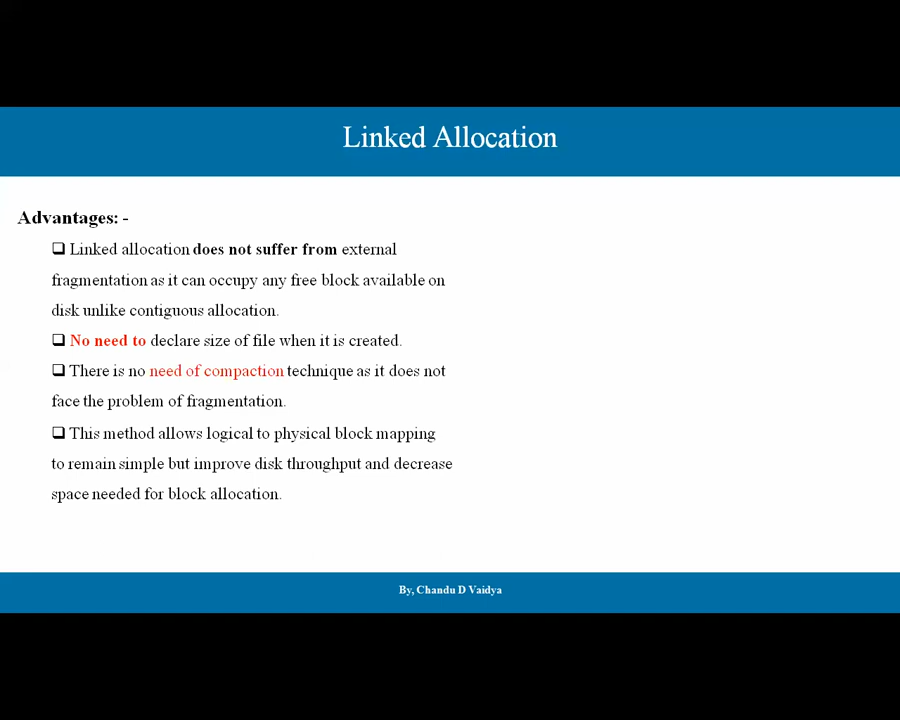 Linked Allocation
Advantages: -
❑ Linked allocation does not suffer from external
fragmentation as it can occupy any free block available on
disk unlike contiguous allocation.
❑ No need to declare size of file when it is created.
❑ There is no need of compaction technique as it does not
face the problem of fragmentation.
❑ This method allows logical to physical block mapping
to remain simple but improve disk throughput and decrease
space needed for block allocation.
By, Chandu D Vaidya